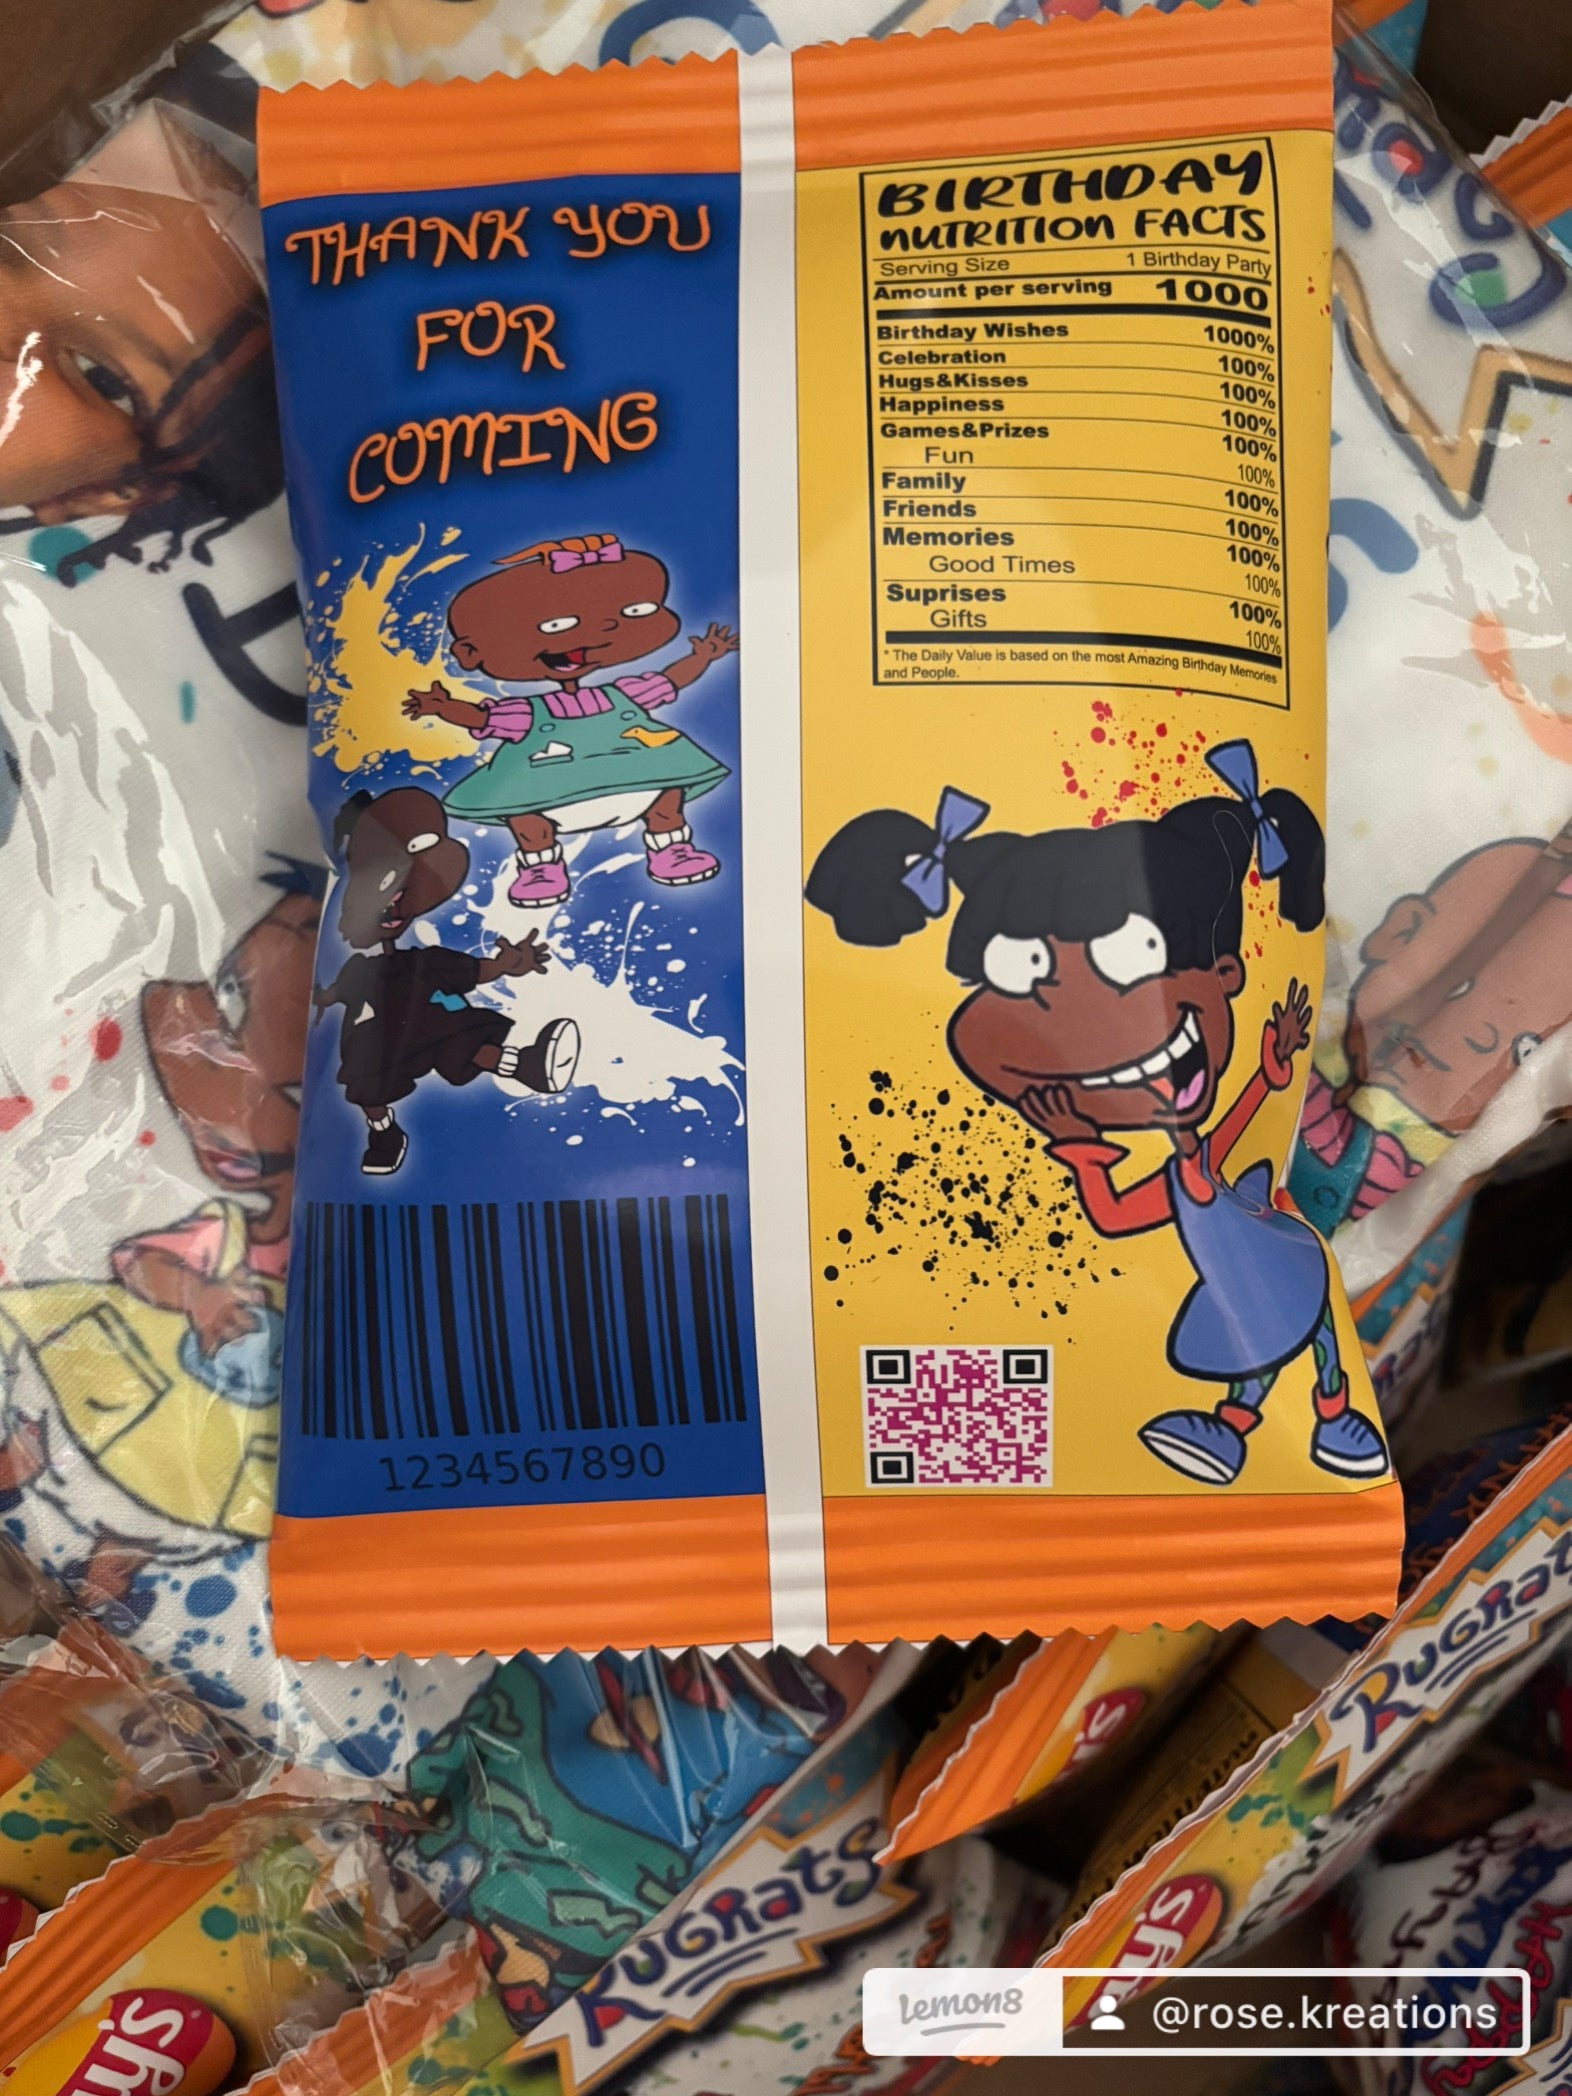 THANK YOU
FOR
COMING
1234567890
BIRTHDAY
NUTRITION FACTS
Serving Size 1 Birthday Party
Amount per serving 1000
Birthday Wishes 1000%
Celebration 100%
Hugs&Kisses 100%
Happiness 100%
Games&Prizes 100%
Fun 100%
Family 100%
Friends 100%
Memories 100%
Good Times 100%
Suprises 100%
Gifts 100%
* The Daily Value is based on the most Amazing Birthday Memories
and People.
RUGRatS
RUGRatS
lemon8 @rose.kreations